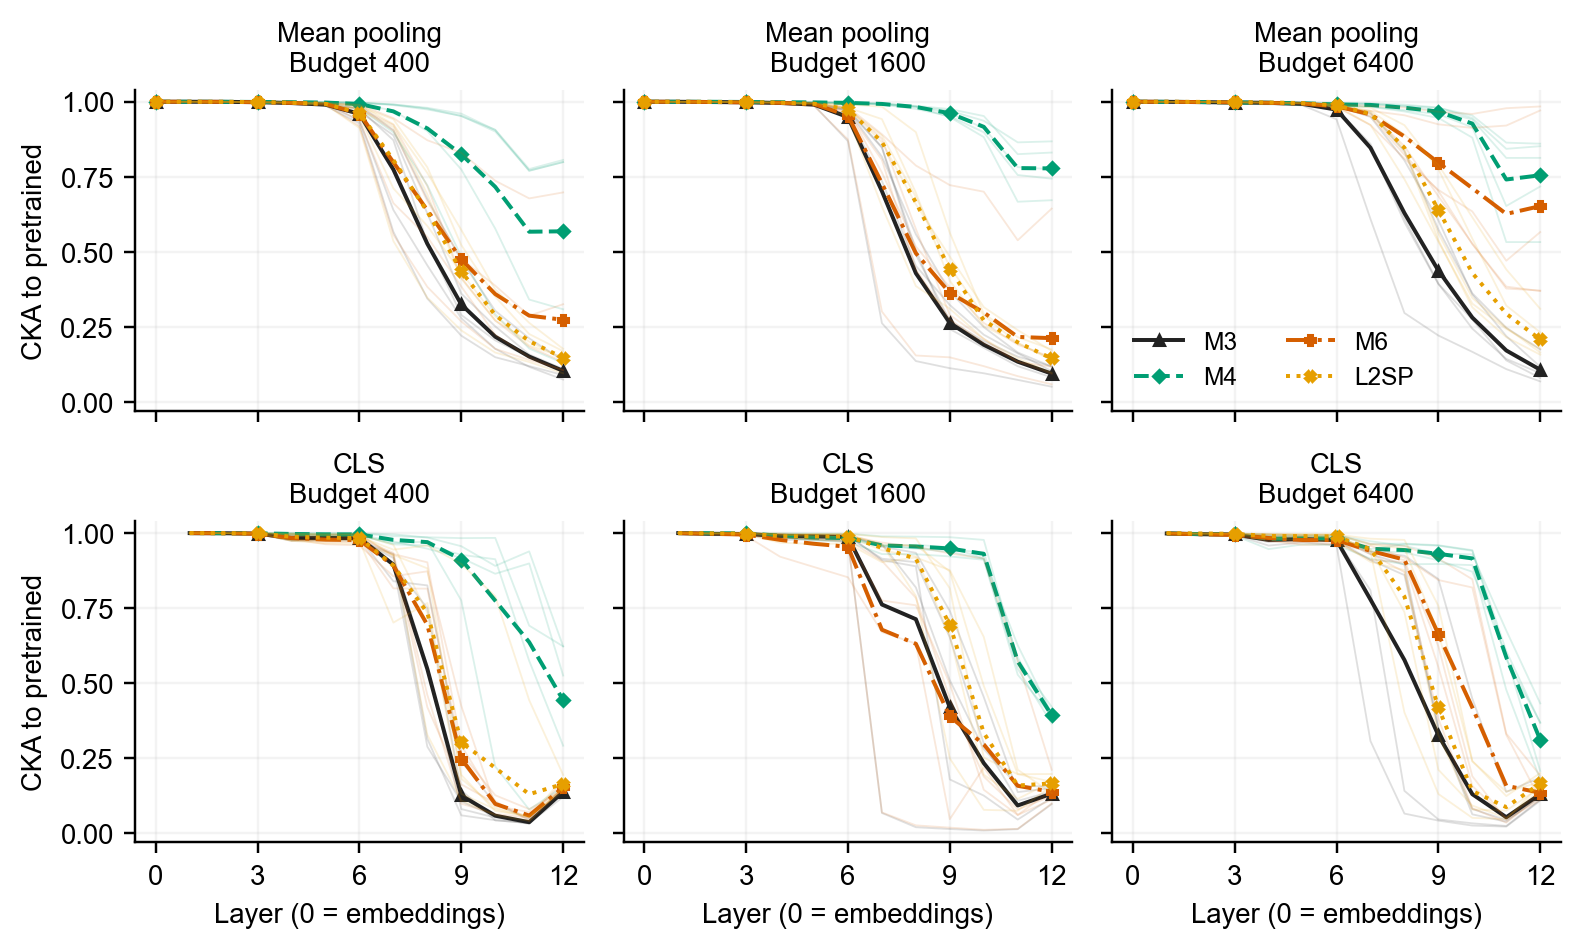 Mean pooling
Budget 400
Mean pooling
Budget 1600
Mean pooling
Budget 6400
CKA to pretrained
1.00
0.75
0.50
0.25
0.00
M3
M6
M4
L2SP
CLS
Budget 400
CLS
Budget 1600
CLS
Budget 6400
CKA to pretrained
1.00
0.75
0.50
0.25
0.00
0 3 6 9 12
0 3 6 9 12
0 3 6 9 12
Layer (0 = embeddings)
Layer (0 = embeddings)
Layer (0 = embeddings)